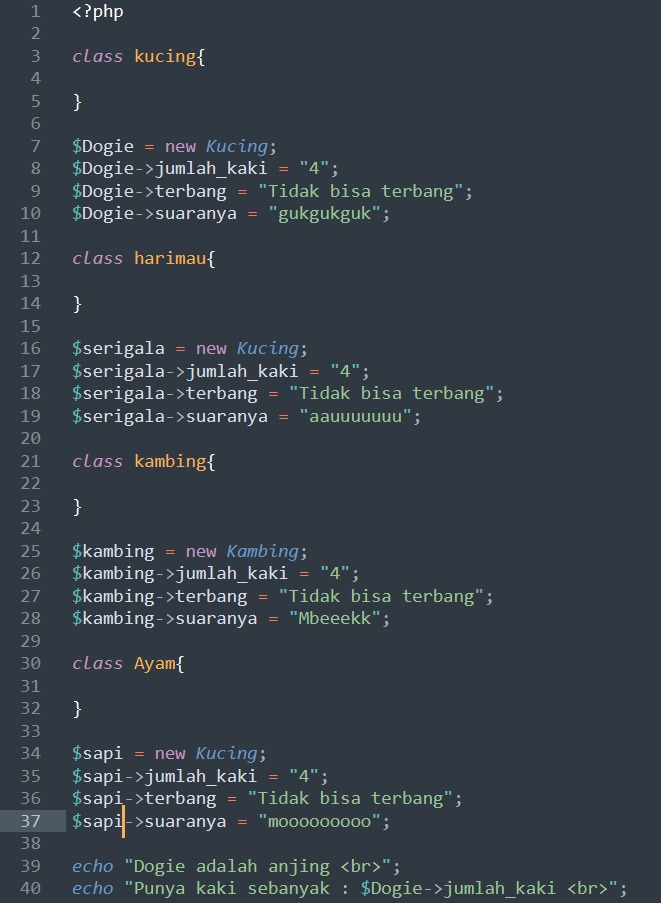 1 <?php
2
3 class kucing{
4
5 }
6
7 $Dogie = new Kucing;
8 $Dogie->jumlah_kaki = "4";
9 $Dogie->terbang = "Tidak bisa terbang";
10 $Dogie->suaranya = "gukgukguk";
11
12 class harimau{
13
14 }
15
16 $serigala = new Kucing;
17 $serigala->jumlah_kaki = "4";
18 $serigala->terbang = "Tidak bisa terbang";
19 $serigala->suaranya = "aauuuuuuu";
20
21 class kambing{
22
23 }
24
25 $kambing = new Kambing;
26 $kambing->jumlah_kaki = "4";
27 $kambing->terbang = "Tidak bisa terbang";
28 $kambing->suaranya = "Mbeeekk";
29
30 class Ayam{
31
32 }
33
34 $sapi = new Kucing;
35 $sapi->jumlah_kaki = "4";
36 $sapi->terbang = "Tidak bisa terbang";
37 $sapi->suaranya = "mooooooooo";
38
39 echo "Dogie adalah anjing <br>";
40 echo "Punya kaki sebanyak : $Dogie->jumlah_kaki <br>";